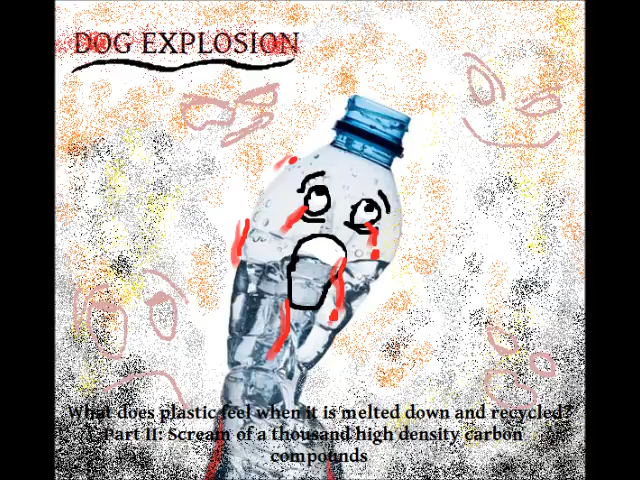 DOG EXPLOSION
What does plastic feel when it is melted down and recycled?
Part II: Scream of a thousand high density carbon
compounds